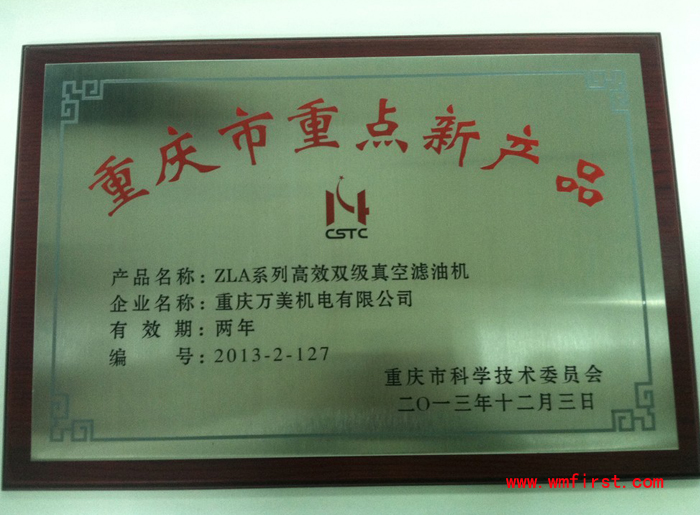 重庆市重点新产品
CSTC
产品名称：ZLA系列高效双级真空滤油机
企业名称：重庆万美机电有限公司
有效期：两年
编号：2013-2-127
重庆市科学技术委员会
二〇一三年十二月三日
www.wmfirst.com